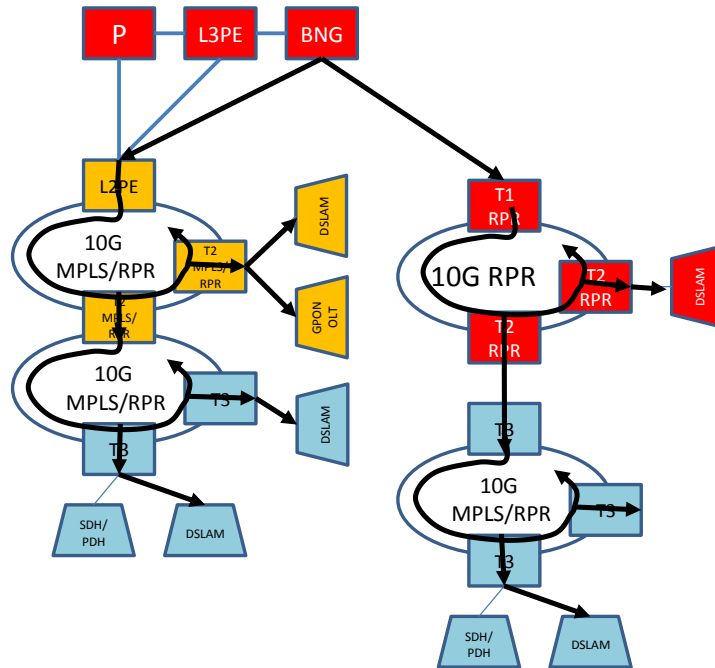 P
L3PE
BNG
L2PE
10G
MPLS/RPR
T2
MPLS/
RPR
DSLAM
GPON
OLT
T2
MPLS/
RPR
10G
MPLS/RPR
T3
DSLAM
T3
SDH/
PDH
DSLAM
T1
RPR
10G RPR
T2
RPR
DSLAM
T2
RPR
T3
10G
MPLS/RPR
T3
T3
SDH/
PDH
DSLAM